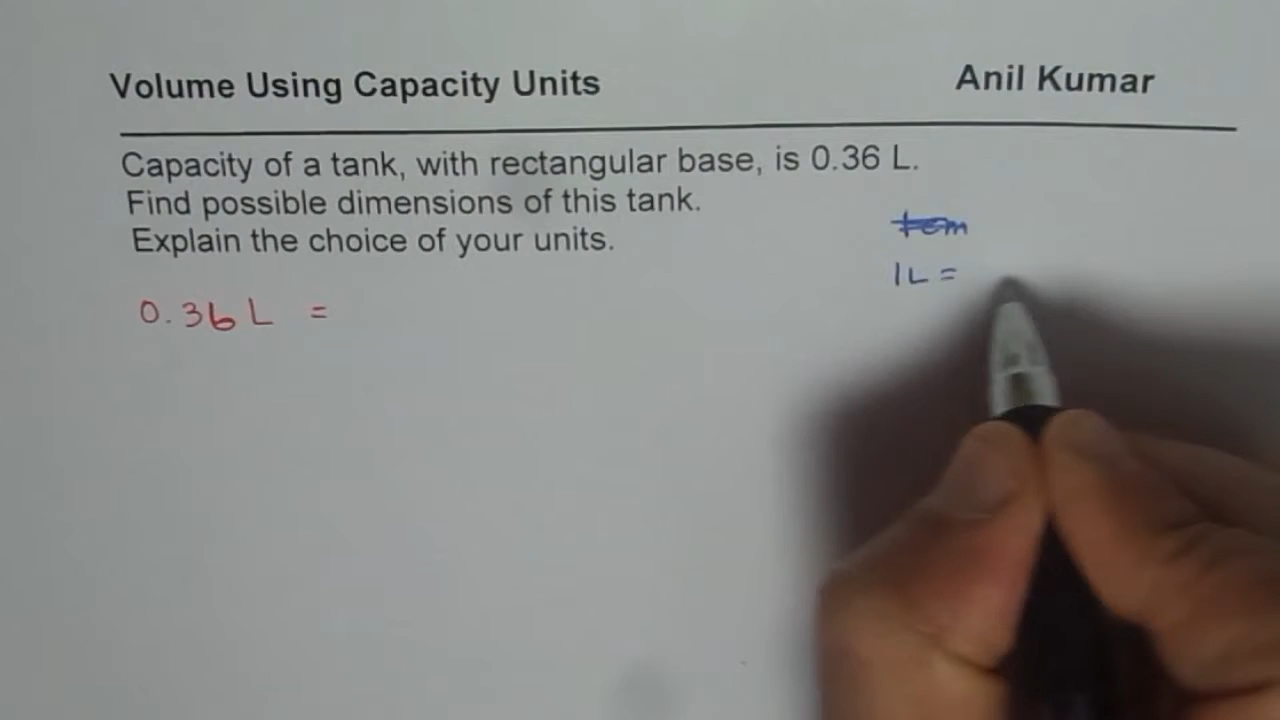 Volume Using Capacity Units Anil Kumar
Capacity of a tank, with rectangular base, is 0.36 L.
Find possible dimensions of this tank.
Explain the choice of your units.
1L =
0.36L =